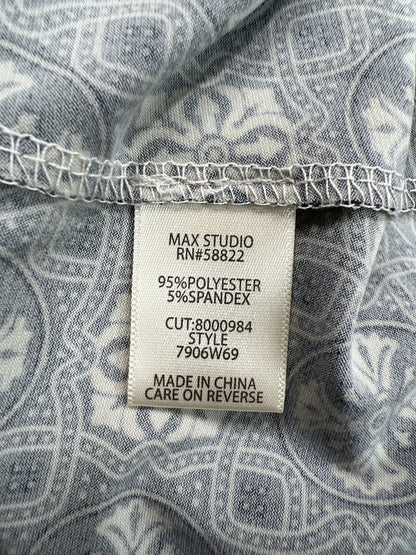 MAX STUDIO
RN#58822
95%POLYESTER
5%SPANDEX
CUT:8000984
STYLE
7906W69
MADE IN CHINA
CARE ON REVERSE